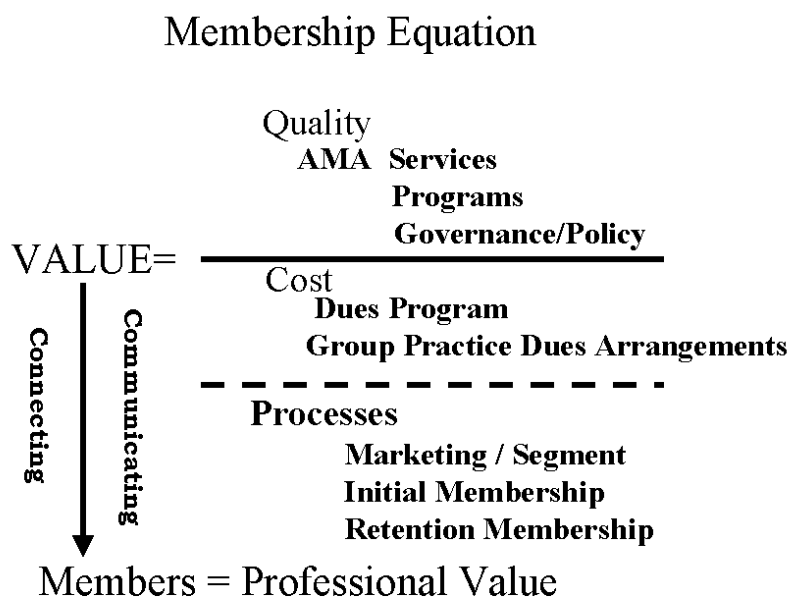 Membership Equation
Quality
AMA Services
Programs
Governance/Policy
VALUE=
Cost
Dues Program
Group Practice Dues Arrangements
Connecting
Communicating
Processes
Marketing / Segment
Initial Membership
Retention Membership
Members = Professional Value